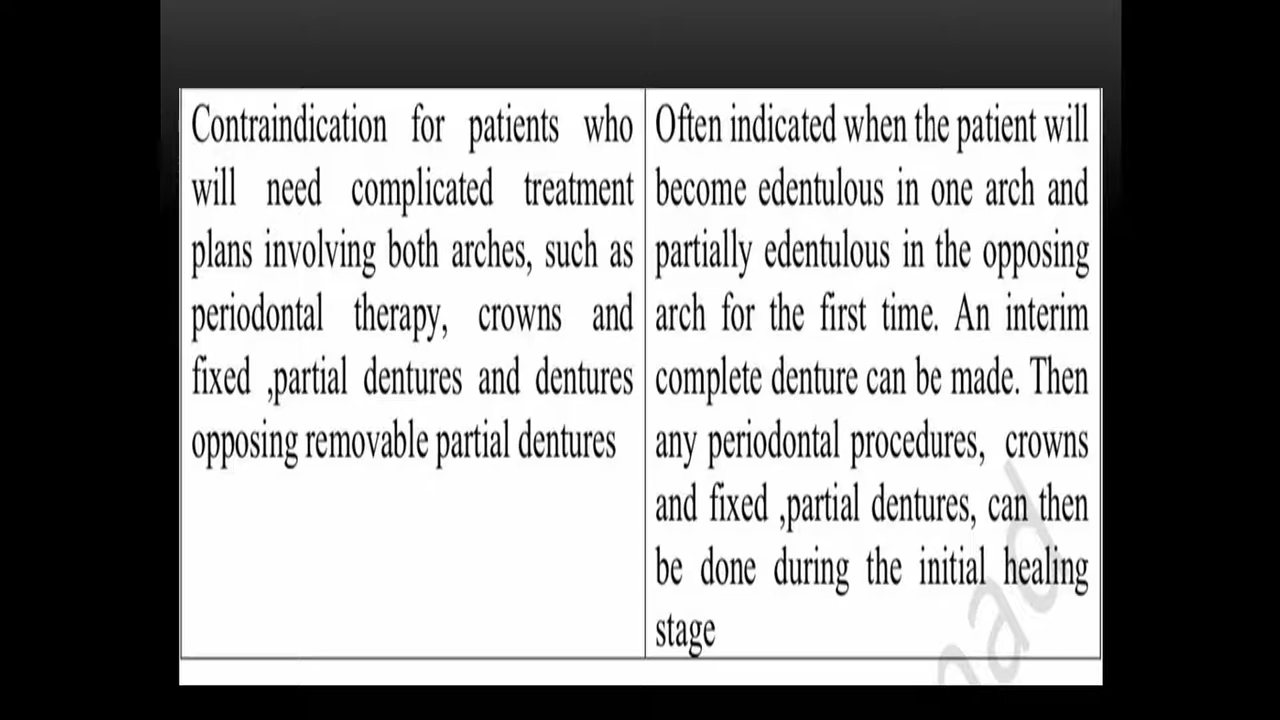 Contraindication for patients who
will need complicated treatment
plans involving both arches, such as
periodontal therapy, crowns and
fixed ,partial dentures and dentures
opposing removable partial dentures
Often indicated when the patient will
become edentulous in one arch and
partially edentulous in the opposing
arch for the first time. An interim
complete denture can be made. Then
any periodontal procedures, crowns
and fixed ,partial dentures, can then
be done during the initial healing
stage